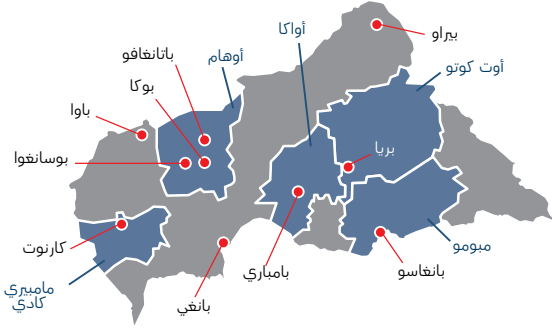 بيراو
أواكا
باتانغافو
أوهام
أوت كوتو
بوكا
باوا
بريا
بوسانغوا
كارنوت
مبومو
بامباري
بانغاسو
مامبيري
كادي
بانغي